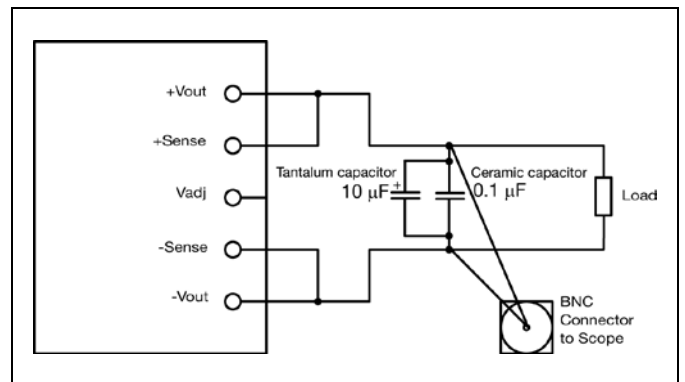 +Vout
+Sense
Vadj
-Sense
-Vout
Tantalum capacitor
10 µF
+
Ceramic capacitor
0.1 µF
Load
BNC
Connector
to Scope